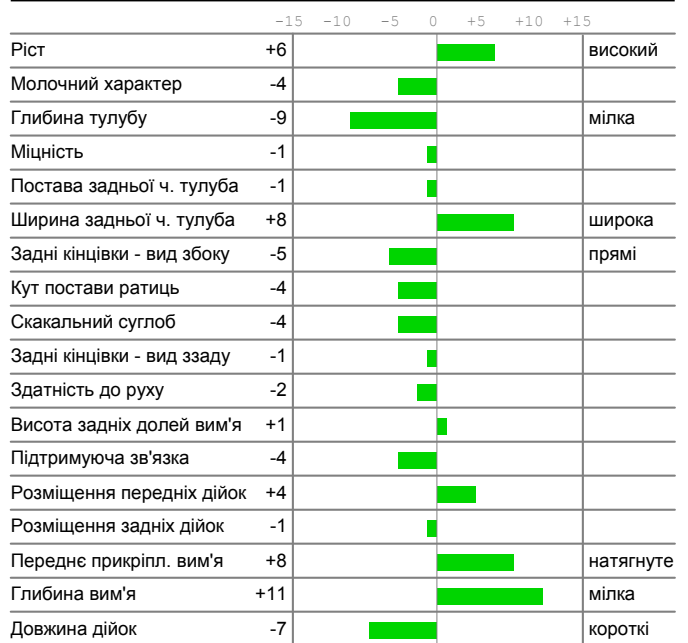 -15 -10 -5 0 +5 +10 +15
Ріст +6 високий
Молочний характер -4
Глибина тулубу -9 мілка
Міцність -1
Постава задньої ч. тулуба -1
Ширина задньої ч. тулуба +8 широка
Задні кінцівки - вид збоку -5 прямі
Кут постави ратиць -4
Скакальний суглоб -4
Задні кінцівки - вид ззаду -1
Здатність до руху -2
Висота задніх долей вим'я +1
Підтримуюча зв'язка -4
Розміщення передніх дійок +4
Розміщення задніх дійок -1
Переднє прикріпл. вим'я +8 натягнуте
Глибина вим'я +11 мілка
Довжина дійок -7 короткі